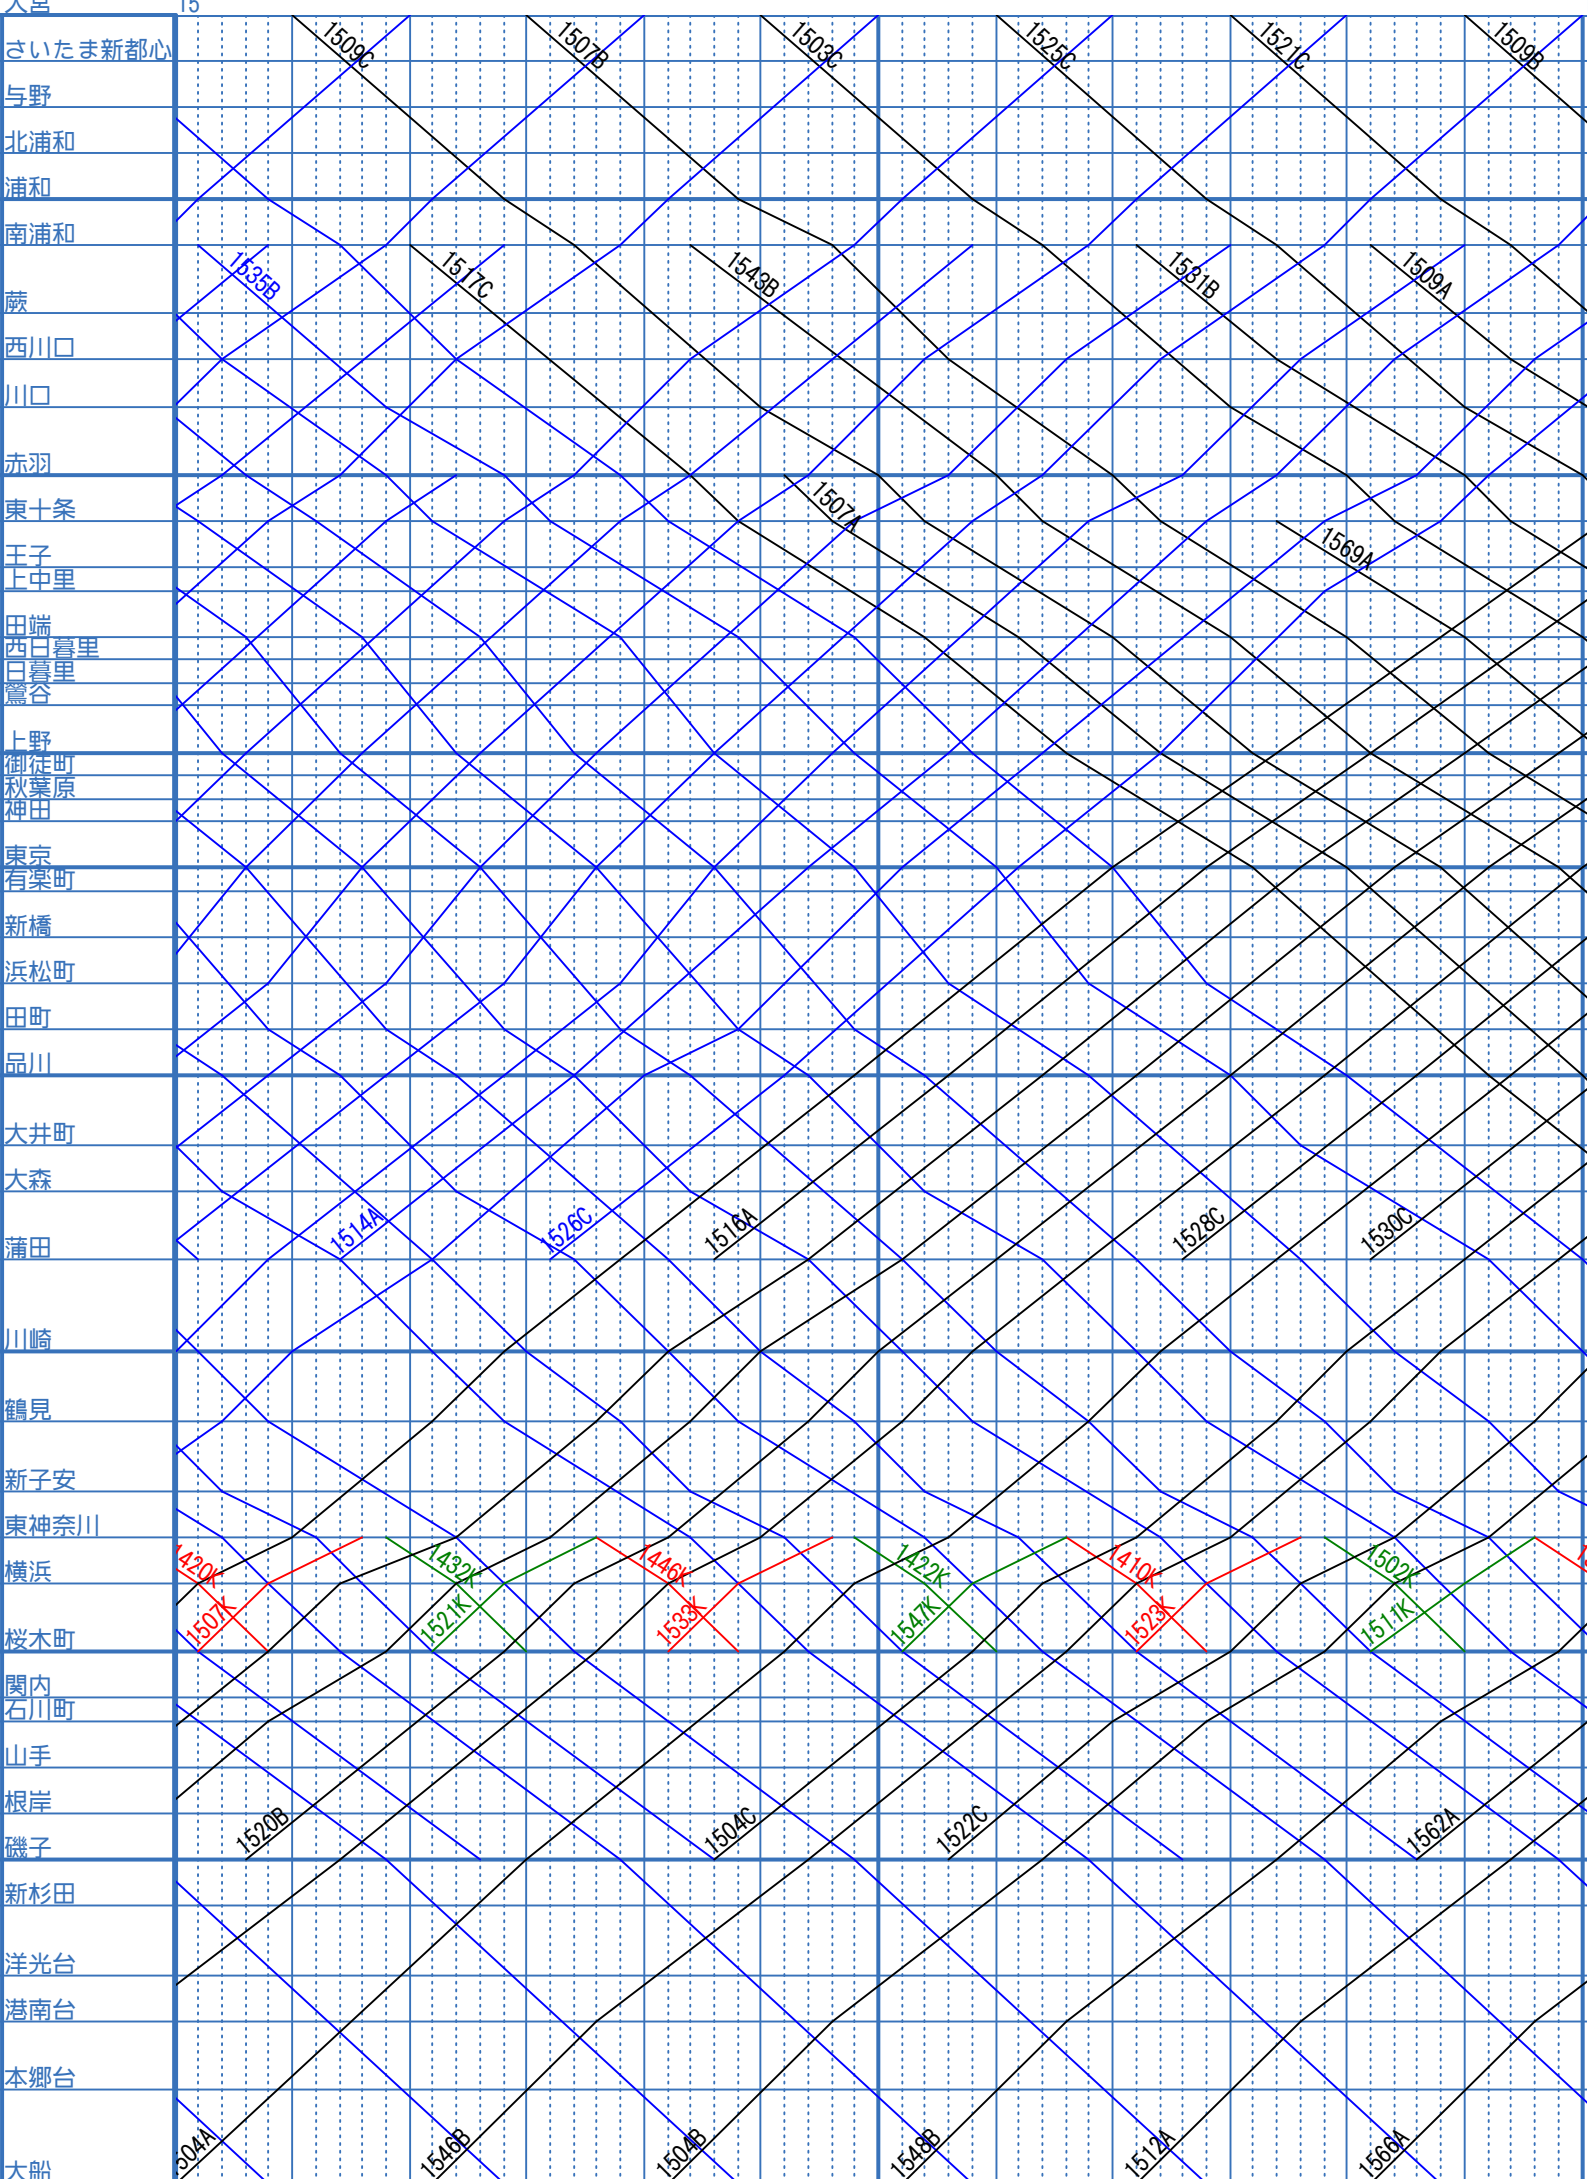 大宮 15
さいたま新都心 1509C 1507B 1503C 1525C 1521C 1509B
与野
北浦和
浦和
南浦和
1535B 1517C 1543B 1531B 1509A
蕨
西川口
川口
赤羽
東十条 1507A
王子 1569A
上中里
田端
西日暮里
日暮里
鶯谷
上野
御徒町
秋葉原
神田
東京
有楽町
新橋
浜松町
田町
品川
大井町
大森
蒲田 1514A 1526C 1516A 1528C 1530C
川崎
鶴見
新子安
東神奈川
横浜 1420K 1432K 1446K 1422K 1410K 1502K
桜木町 1507K 1521K 1533K 1547K 1523K 1511K
関内
石川町
山手
根岸
磯子 1520B 1504C 1522C 1562A
新杉田
洋光台
港南台
本郷台
大船 1504A 1546B 1504B 1548B 1512A 1566A